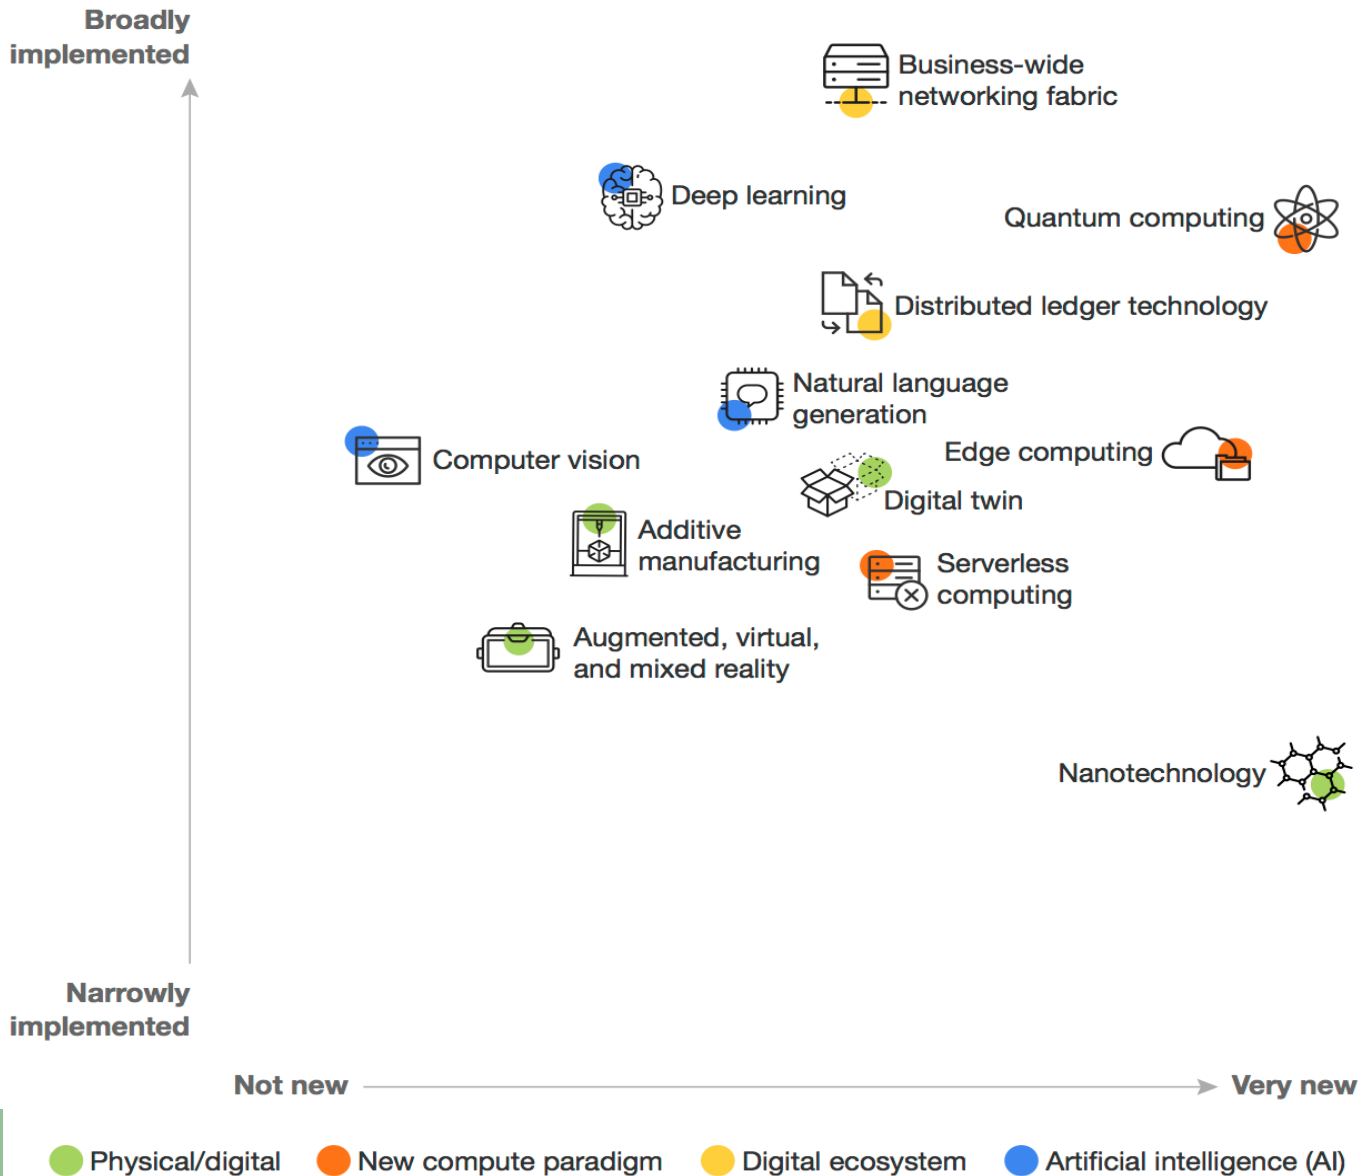 Broadly
implemented
Business-wide
networking fabric
Deep learning
Quantum computing
Distributed ledger technology
Natural language
generation
Computer vision
Edge computing
Digital twin
Additive
manufacturing
Serverless
computing
Augmented, virtual,
and mixed reality
Nanotechnology
Narrowly
implemented
Not new
Very new
Physical/digital
New compute paradigm
Digital ecosystem
Artificial intelligence (AI)